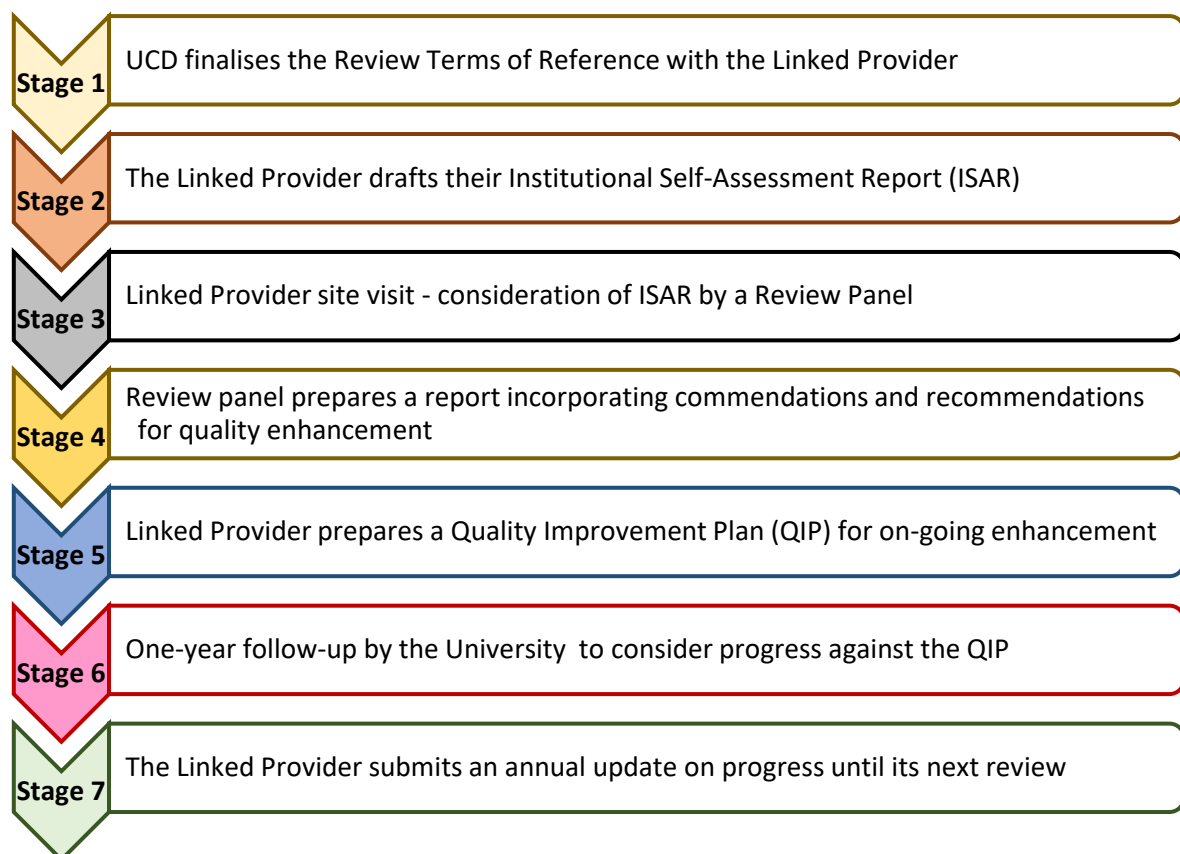 Stage 1
UCD finalises the Review Terms of Reference with the Linked Provider
Stage 2
The Linked Provider drafts their Institutional Self-Assessment Report (ISAR)
Stage 3
Linked Provider site visit - consideration of ISAR by a Review Panel
Stage 4
Review panel prepares a report incorporating commendations and recommendations
for quality enhancement
Stage 5
Linked Provider prepares a Quality Improvement Plan (QIP) for on-going enhancement
Stage 6
One-year follow-up by the University to consider progress against the QIP
Stage 7
The Linked Provider submits an annual update on progress until its next review